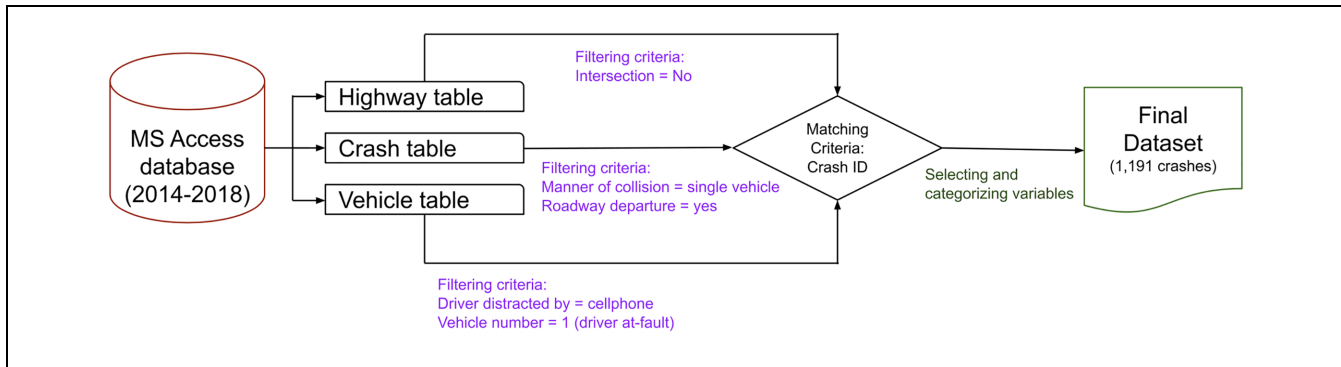 MS Access
database
(2014-2018)
Highway table
Crash table
Vehicle table
Filtering criteria:
Intersection = No
Filtering criteria:
Manner of collision = single vehicle
Roadway departure = yes
Filtering criteria:
Driver distracted by = cellphone
Vehicle number = 1 (driver at-fault)
Matching
Criteria:
Crash ID
Selecting and
categorizing variables
Final
Dataset
(1,191 crashes)